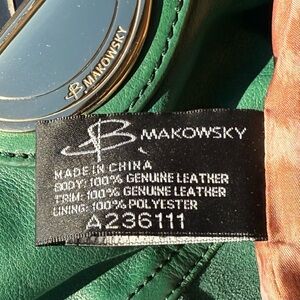 B. MAKOWSKY
B. MAKOWSKY
MADE IN CHINA
BODY: 100% GENUINE LEATHER
TRIM: 100% GENUINE LEATHER
LINING: 100% POLYESTER
A236111